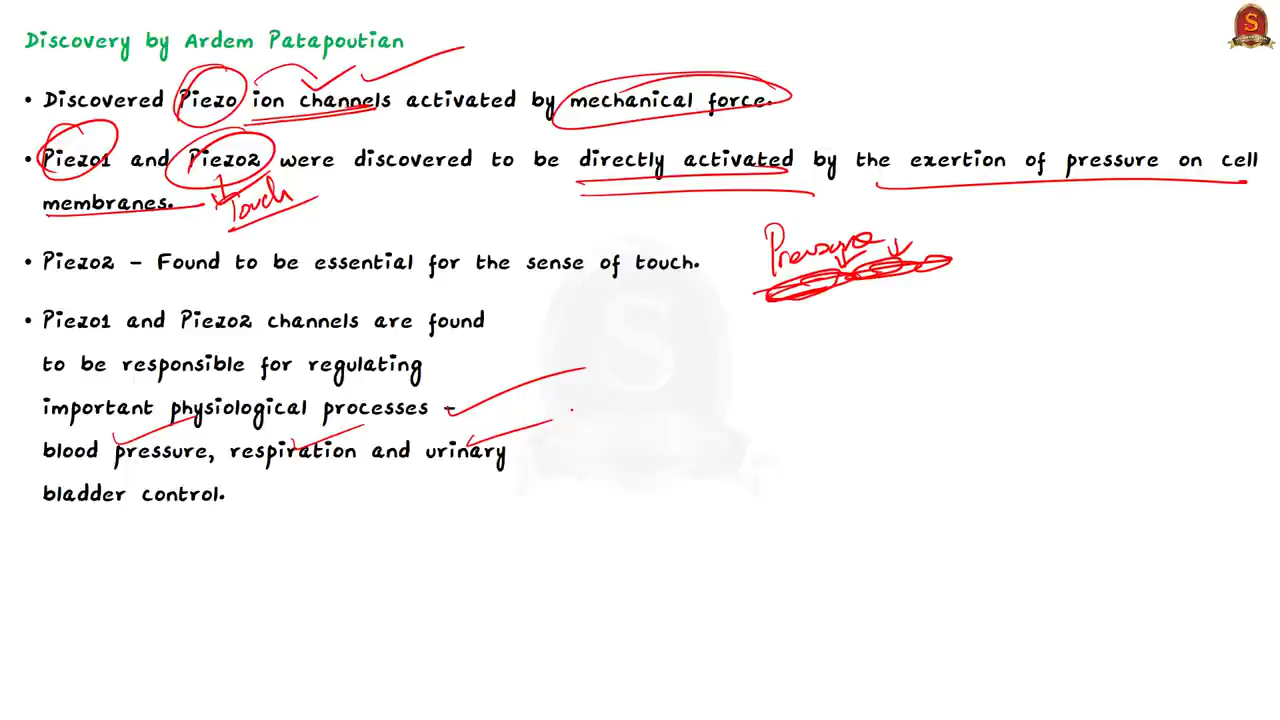 Discovery by Ardem Patapoutian
• Discovered Piezo ion channels activated by mechanical force.
• Piezo1 and Piezo2 were discovered to be directly activated by the exertion of pressure on cell
membranes.
Touch
Pressure
• Piezo2 - Found to be essential for the sense of touch.
• Piezo1 and Piezo2 channels are found
to be responsible for regulating
important physiological processes -
blood pressure, respiration and urinary
bladder control.
S
S